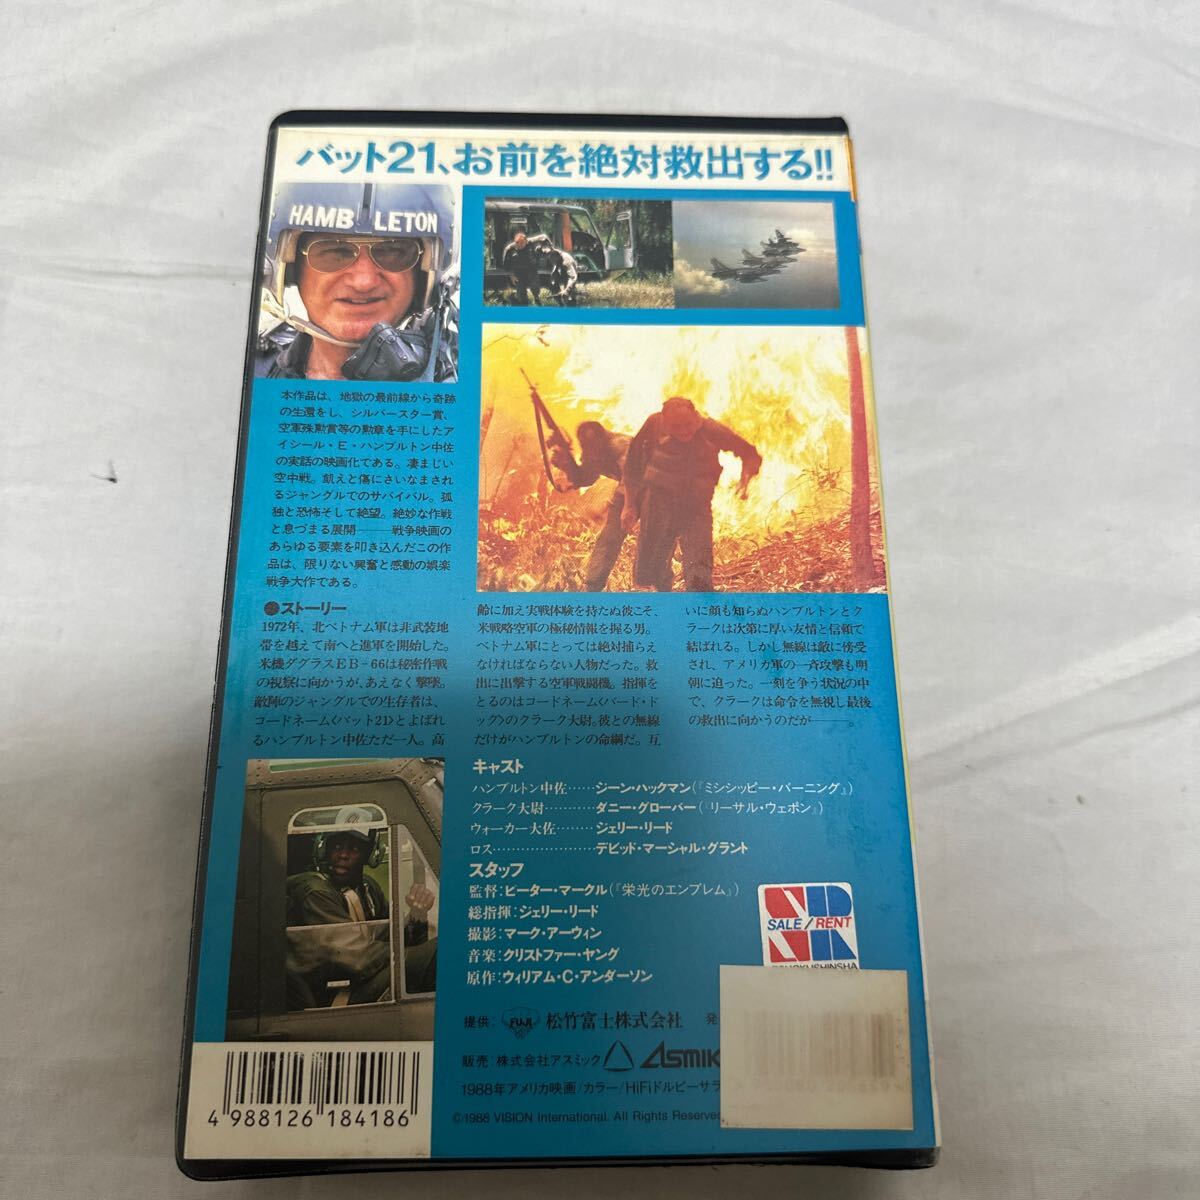 バット21、お前を絶対救出する!!
HAMBLETON
本作品は、地獄の最前線から奇跡
の生還をし、シルバースター賞、
空軍殊勲賞等の勲章を手にしたア
イシール・E・ハンブルトン中佐
の実話の映画化である。凄まじい
空中戦。飢えと傷にさいなまされ
るジャングルでのサバイバル。孤
独と恐怖そして絶望。絶妙な作戦
と息づまる展開――戦争映画の
あらゆる要素を叩き込んだこの作
品は、限りない興奮と感動の娯楽
戦争大作である。
ストーリー
1972年、北ベトナム軍は非武装地
帯を越えて南へと進軍を開始した。
米機ダグラスEB-66は秘密作戦
の視察に向かうが、あえなく撃墜。
敵陣のジャングルでの生存者は、
コードネーム〈バット21〉とよばれ
るハンブルトン中佐ただ一人。高
齢に加え実戦体験を持たぬ彼こそ、
米戦略空軍の極秘情報を握る男。
ベトナム軍にとっては絶対捕らえ
なければならない人物だった。救
出に出撃する空軍戦闘機。指揮を
とるのはコードネーム〈バード・ド
ッグ〉のクラーク大尉。彼との無線
だけがハンブルトンの命綱だ。互
いに顔も知らぬハンブルトンとク
ラークは次第に厚い友情と信頼で
結ばれる。しかし無線は敵に傍受
され、アメリカ軍の一斉攻撃も明
朝に迫った。一刻を争う状況の中
で、クラークは命令を無視し最後
の救出に向かうのだが――。
キャスト
ハンブルトン中佐……ジーン・ハックマン(『ミシシッピー・バーニング』)
クラーク大尉…………ダニー・グローバー(『リーサル・ウェポン』)
ウォーカー大佐………ジェリー・リード
ロス……………………デビッド・マーシャル・グラント
スタッフ
監督:ピーター・マークル(『栄光のエンブレム』)
総指揮:ジェリー・リード
撮影:マーク・アーウィン
音楽:クリストファー・ヤング
原作:ウィリアム・C・アンダーソン
SALE/RENT
提供: FUJI 松竹富士株式会社 発
販売: 株式会社アスミック ASMIK
1988年アメリカ映画/カラー/HiFiドルビーサラ
©1988 VISION International. All Rights Reserved
4 988126 184186